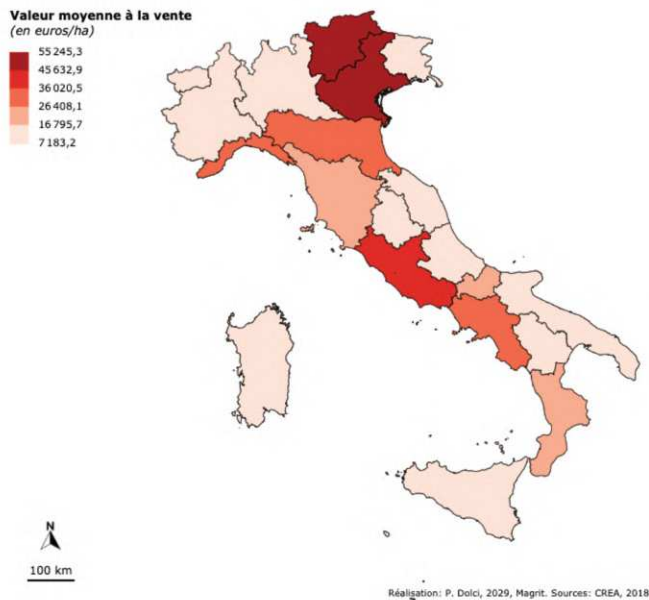 Valeur moyenne à la vente
(en euros/ha)
55 245,3
45 632,9
36 020,5
26 408,1
16 795,7
7 183,2
N
100 km
Réalisation: P. Dolci, 2029, Magrit. Sources: CREA, 2018